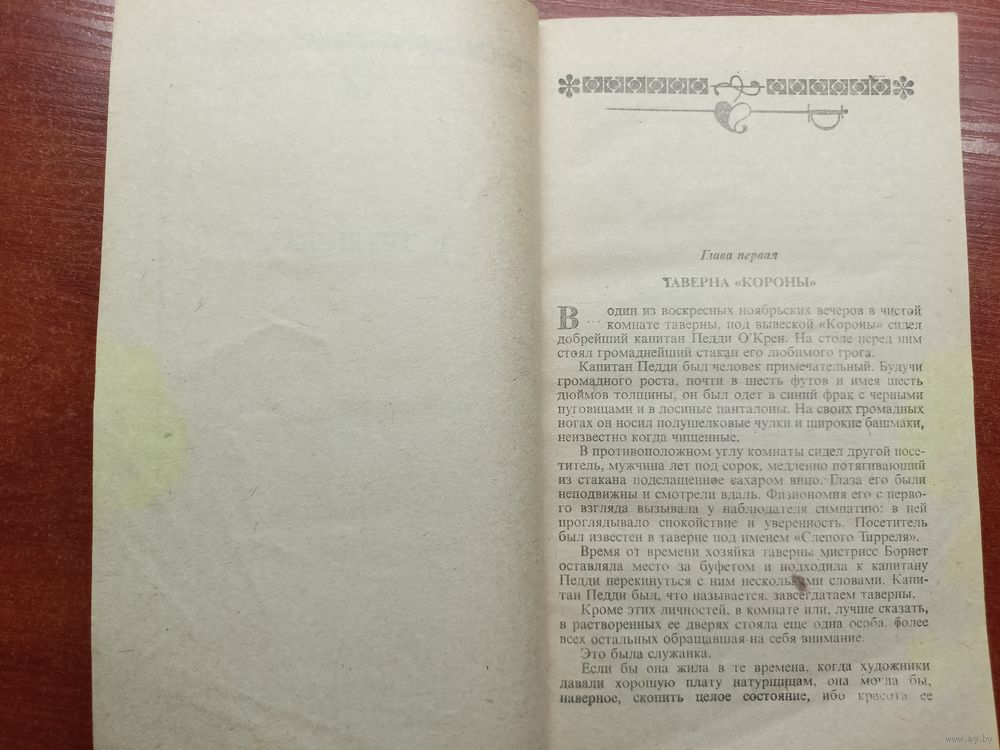 Глава первая
ТАВЕРНА «КОРОНЫ»
В один из воскресных ноябрьских вечеров в чистой
комнате таверны, под вывеской «Короны» сидел
добрейший капитан Педди О'Крен. На столе перед ним
стоял громаднейший стакан его любимого грога.
Капитан Педди был человек примечательный. Будучи
громадного роста, почти в шесть футов и имея шесть
дюймов толщины, он был одет в синий фрак с черными
пуговицами и в лосиные панталоны. На своих громадных
ногах он носил полушелковые чулки и широкие башмаки,
неизвестно когда чищенные.
В противоположном углу комнаты сидел другой посе-
титель, мужчина лет под сорок, медленно потягивающий
из стакана подслащенное сахаром вино. Глаза его были
неподвижны и смотрели вдаль. Физиономия его с перво-
го взгляда вызывала у наблюдателя симпатию: в ней
проглядывало спокойствие и уверенность. Посетитель
был известен в таверне под именем «Слепого Тирреля».
Время от времени хозяйка таверны мистрисс Борнет
оставляла место за буфетом и подходила к капитану
Педди перекинуться с ним несколькими словами. Капи-
тан Педди был, что называется, завсегдатаем таверны.
Кроме этих личностей, в комнате или, лучше сказать,
в растворенных ее дверях стояла еще одна особа, более
всех остальных обращавшая на себя внимание.
Это была служанка.
Если бы она жила в те времена, когда художники
давали хорошую плату натурщицам, она могла бы,
наверное, скопить целое состояние, ибо красота ее
www.ay.by